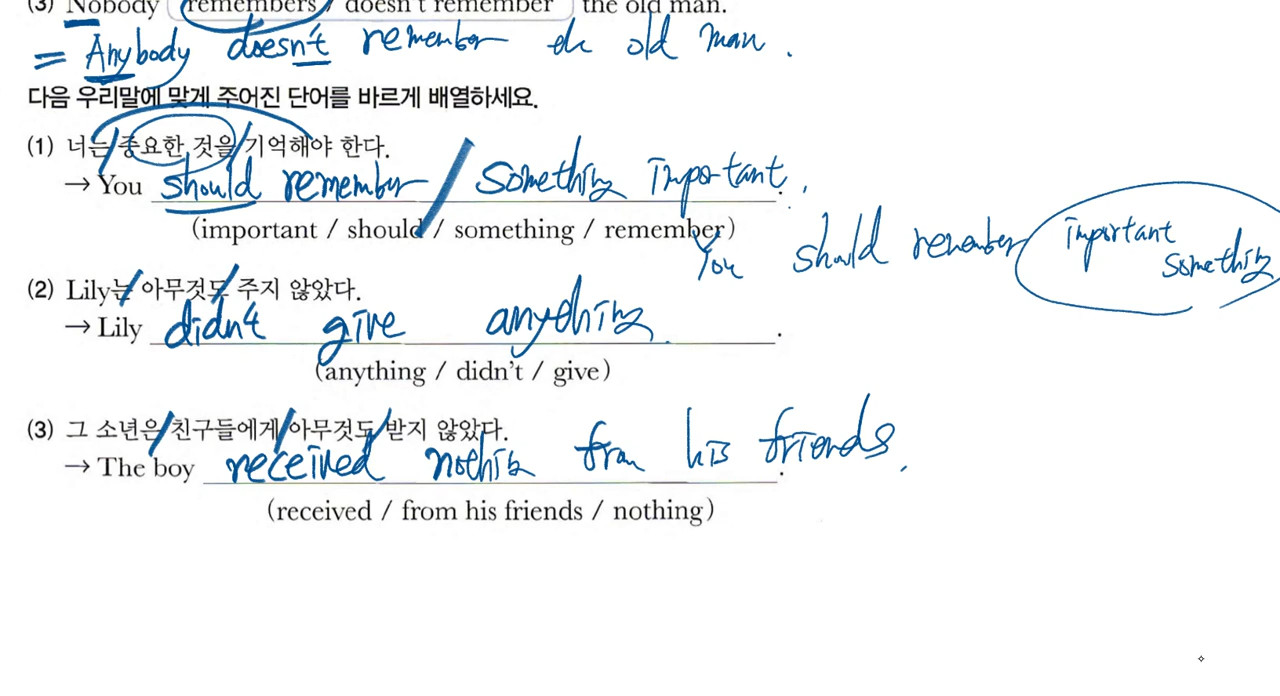 (3) Nobody remembers / doesn't remember the old man.
= Anybody doesn't remember the old man.
다음 우리말에 맞게 주어진 단어를 바르게 배열하세요.
(1) 너는 중요한 것을 기억해야 한다.
→ You should remember / something important.
(important / should / something / remember)
You should remember important something
(2) Lily는 아무것도 주지 않았다.
→ Lily didn't give anything.
(anything / didn't / give)
(3) 그 소년은 친구들에게 아무것도 받지 않았다.
→ The boy received nothing from his friends.
(received / from his friends / nothing)